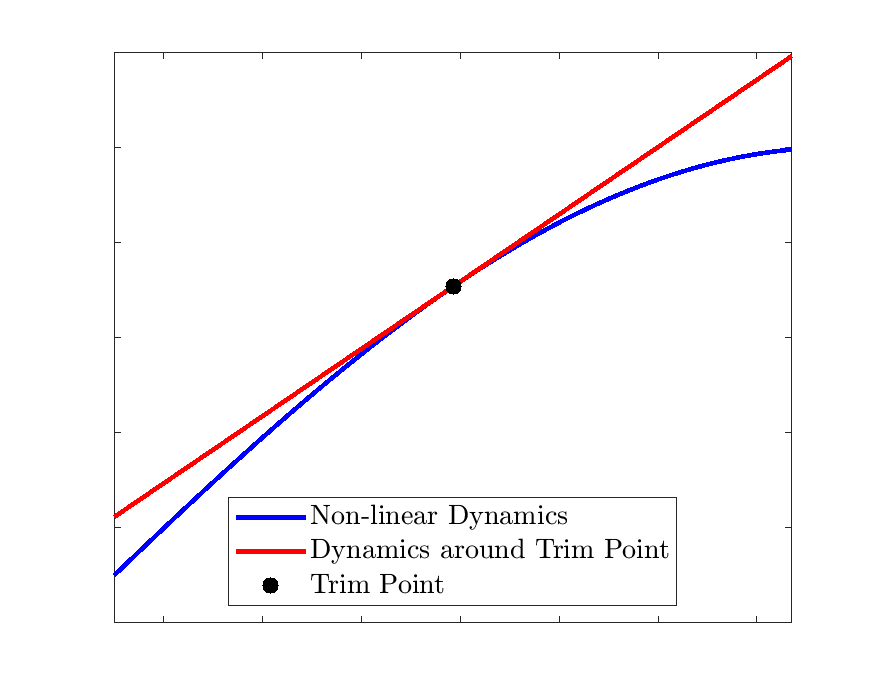 Non-linear Dynamics
Dynamics around Trim Point
Trim Point